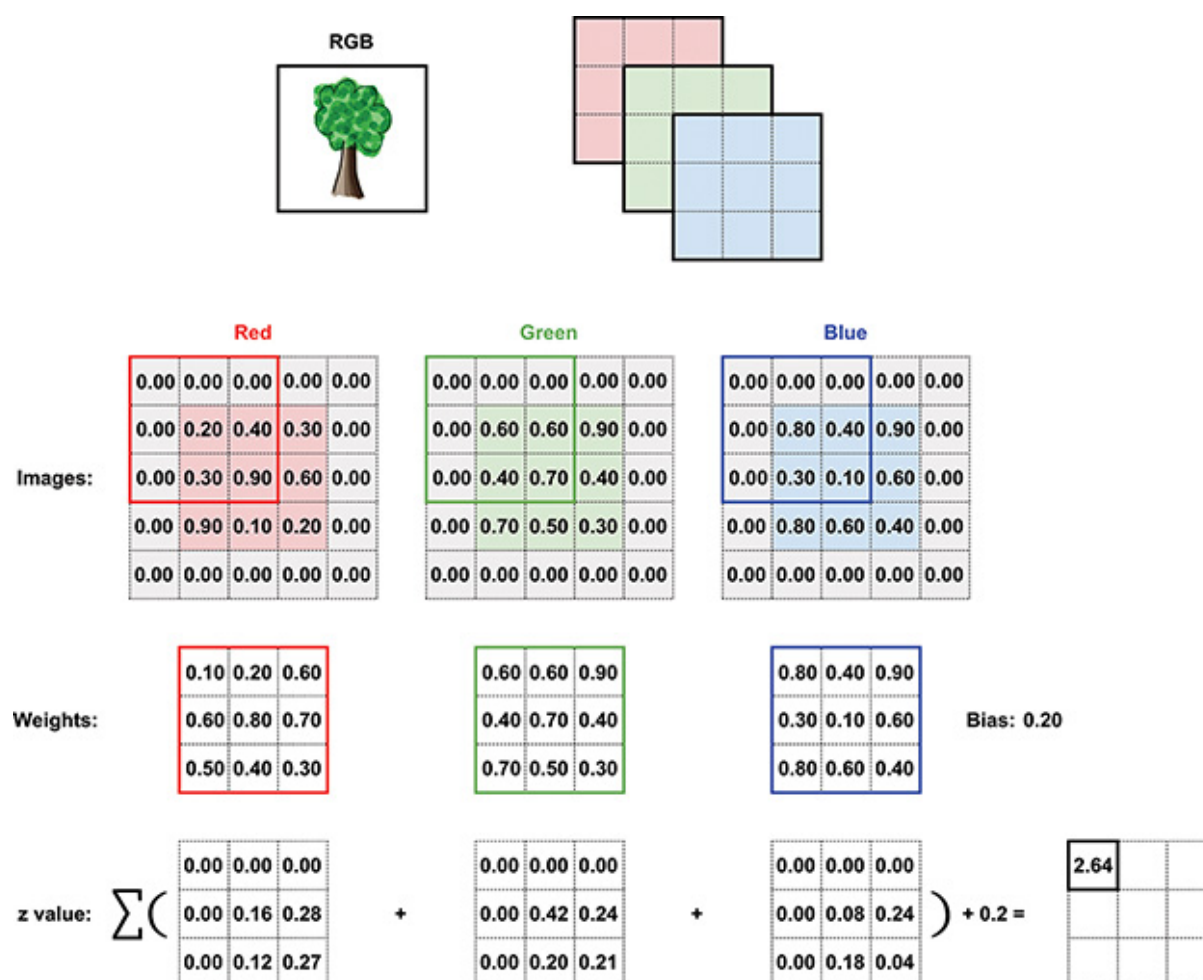 RGB
Red Green Blue
0.00 0.00 0.00 0.00 0.00 0.00 0.00 0.00 0.00 0.00 0.00 0.00 0.00 0.00 0.00
0.00 0.20 0.40 0.30 0.00 0.00 0.60 0.60 0.90 0.00 0.00 0.80 0.40 0.90 0.00
Images: 0.00 0.30 0.90 0.60 0.00 0.00 0.40 0.70 0.40 0.00 0.00 0.30 0.10 0.60 0.00
0.00 0.90 0.10 0.20 0.00 0.00 0.70 0.50 0.30 0.00 0.00 0.80 0.60 0.40 0.00
0.00 0.00 0.00 0.00 0.00 0.00 0.00 0.00 0.00 0.00 0.00 0.00 0.00 0.00 0.00
0.10 0.20 0.60 0.60 0.60 0.90 0.80 0.40 0.90
Weights: 0.60 0.80 0.70 0.40 0.70 0.40 0.30 0.10 0.60 Bias: 0.20
0.50 0.40 0.30 0.70 0.50 0.30 0.80 0.60 0.40
0.00 0.00 0.00 0.00 0.00 0.00 0.00 0.00 0.00 2.64
z value: ∑( 0.00 0.16 0.28 + 0.00 0.42 0.24 + 0.00 0.08 0.24 ) + 0.2 =
0.00 0.12 0.27 0.00 0.20 0.21 0.00 0.18 0.04